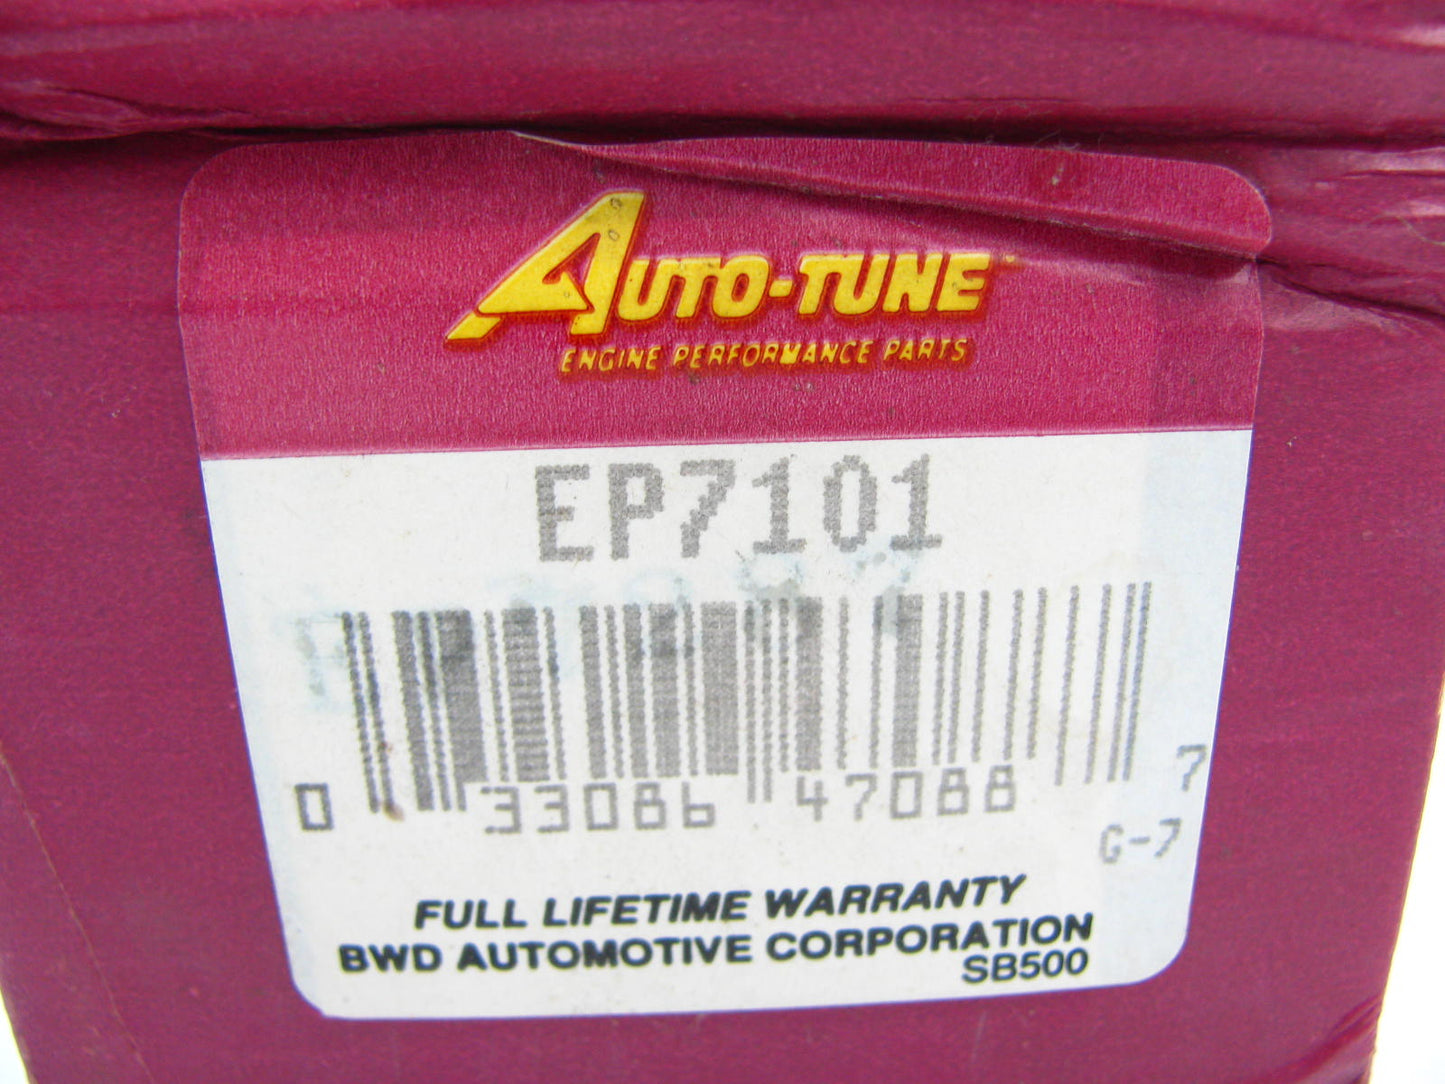 AUTO-TUNE
ENGINE PERFORMANCE PARTS
EP7101
0 33086 47088 7
G-7
FULL LIFETIME WARRANTY
BWD AUTOMOTIVE CORPORATION
SB500